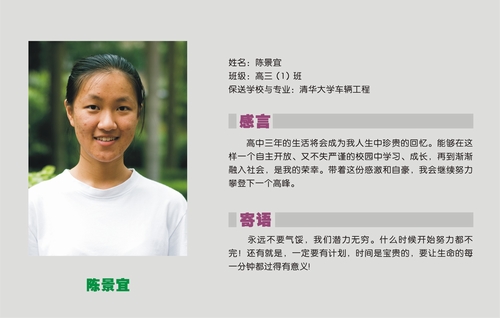 姓名：陈景宜
班级：高三（1）班
保送学校与专业：清华大学车辆工程
感言
高中三年的生活将会成为我人生中珍贵的回忆。能够在这
样一个自主开放、又不失严谨的校园中学习、成长，再到渐渐
融入社会，是我的荣幸。带着这份感激和自豪，我会继续努力
攀登下一个高峰。
寄语
永远不要气馁，我们潜力无穷。什么时候开始努力都不
完！还有就是，一定要有计划，时间是宝贵的，要让生命的每
一分钟都过得有意义！
陈景宜